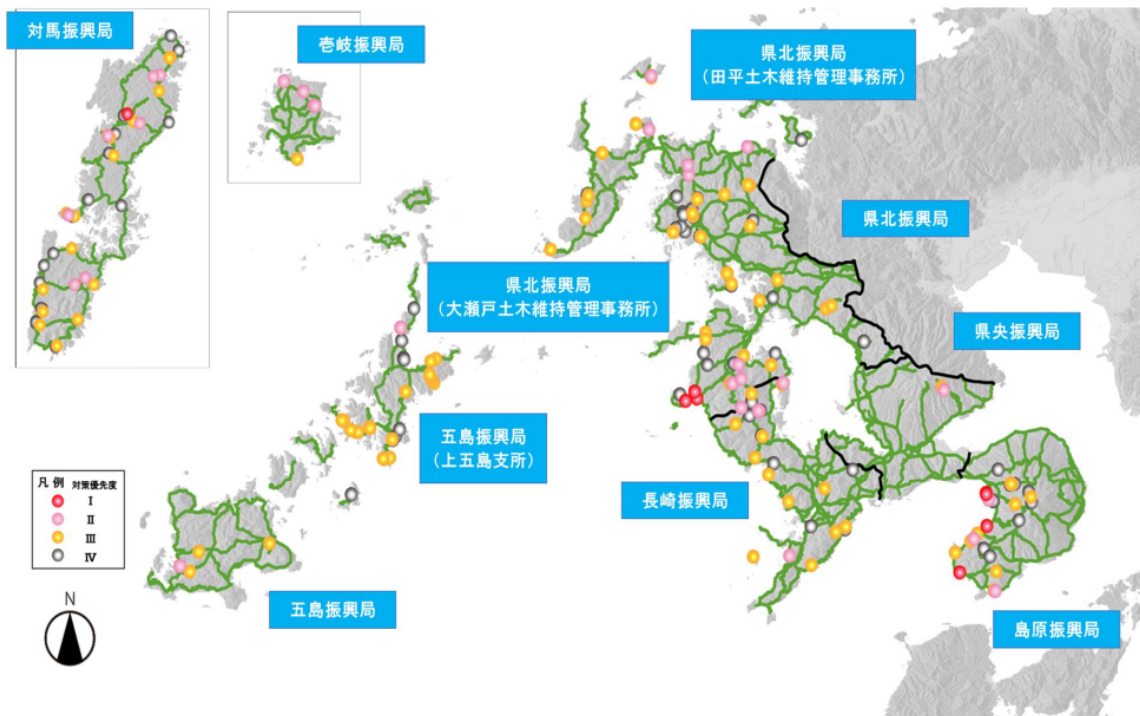 対馬振興局
壱岐振興局
県北振興局
（田平土木維持管理事務所）
県北振興局
県北振興局
（大瀬戸土木維持管理事務所）
県央振興局
五島振興局
（上五島支所）
凡例 対策優先度
Ⅰ
Ⅱ
Ⅲ
Ⅳ
長崎振興局
五島振興局
島原振興局
N